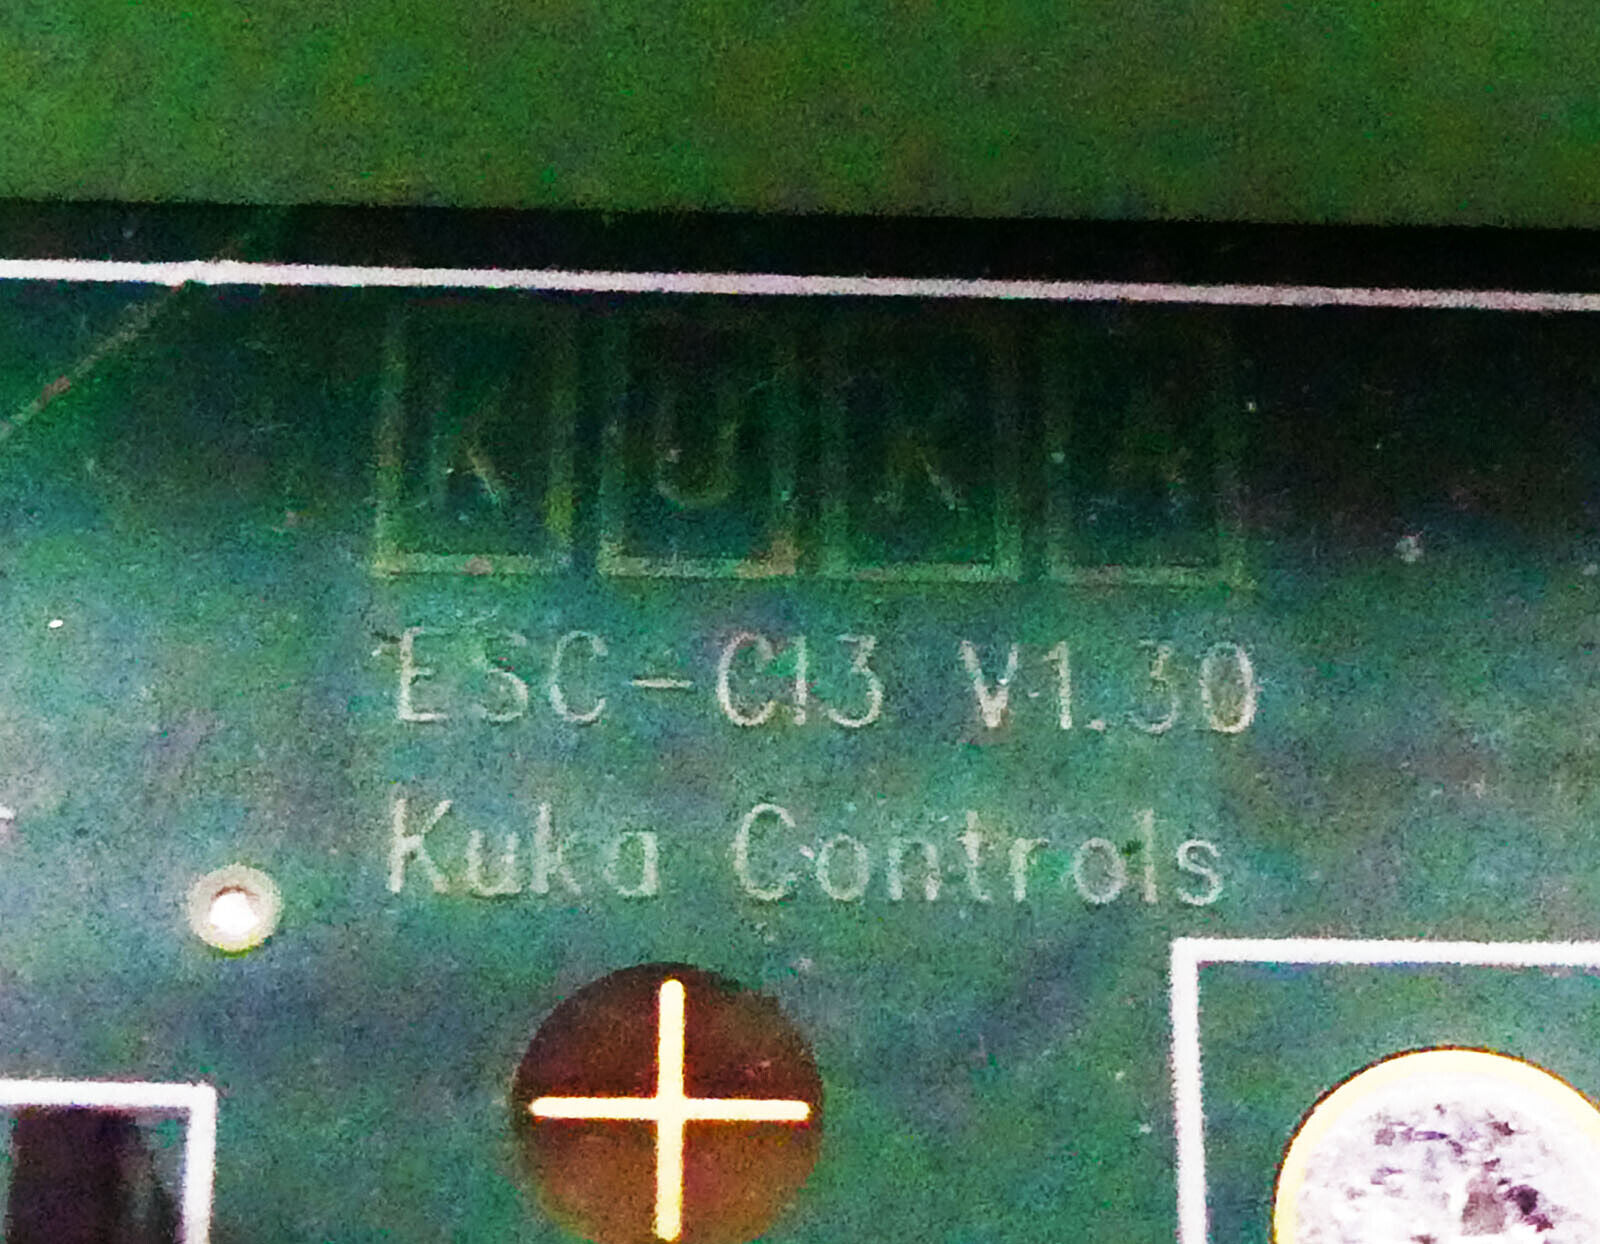 KUKA
ESC-CI3 V1.30
Kuka Controls